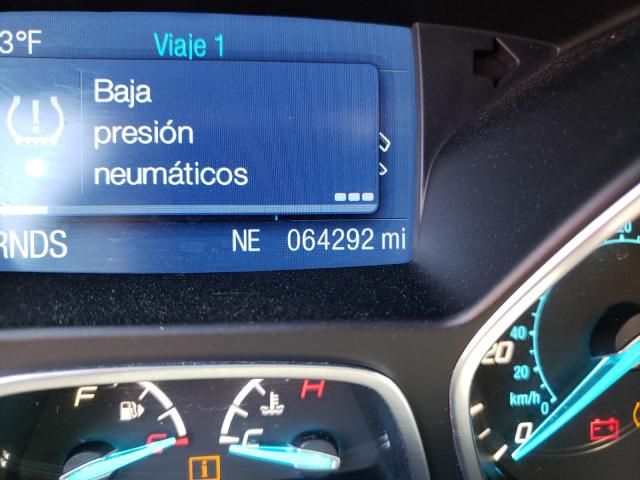 3°F Viaje 1
Baja
presión
neumáticos
RNDS NE 064292 mi
F H
E C
40
20
20
km/h
0
0